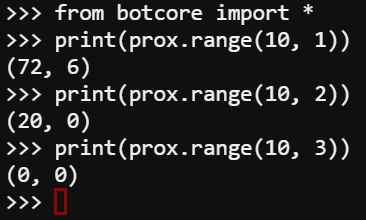 >>> from botcore import *
>>> print(prox.range(10, 1))
(72, 6)
>>> print(prox.range(10, 2))
(20, 0)
>>> print(prox.range(10, 3))
(0, 0)
>>>